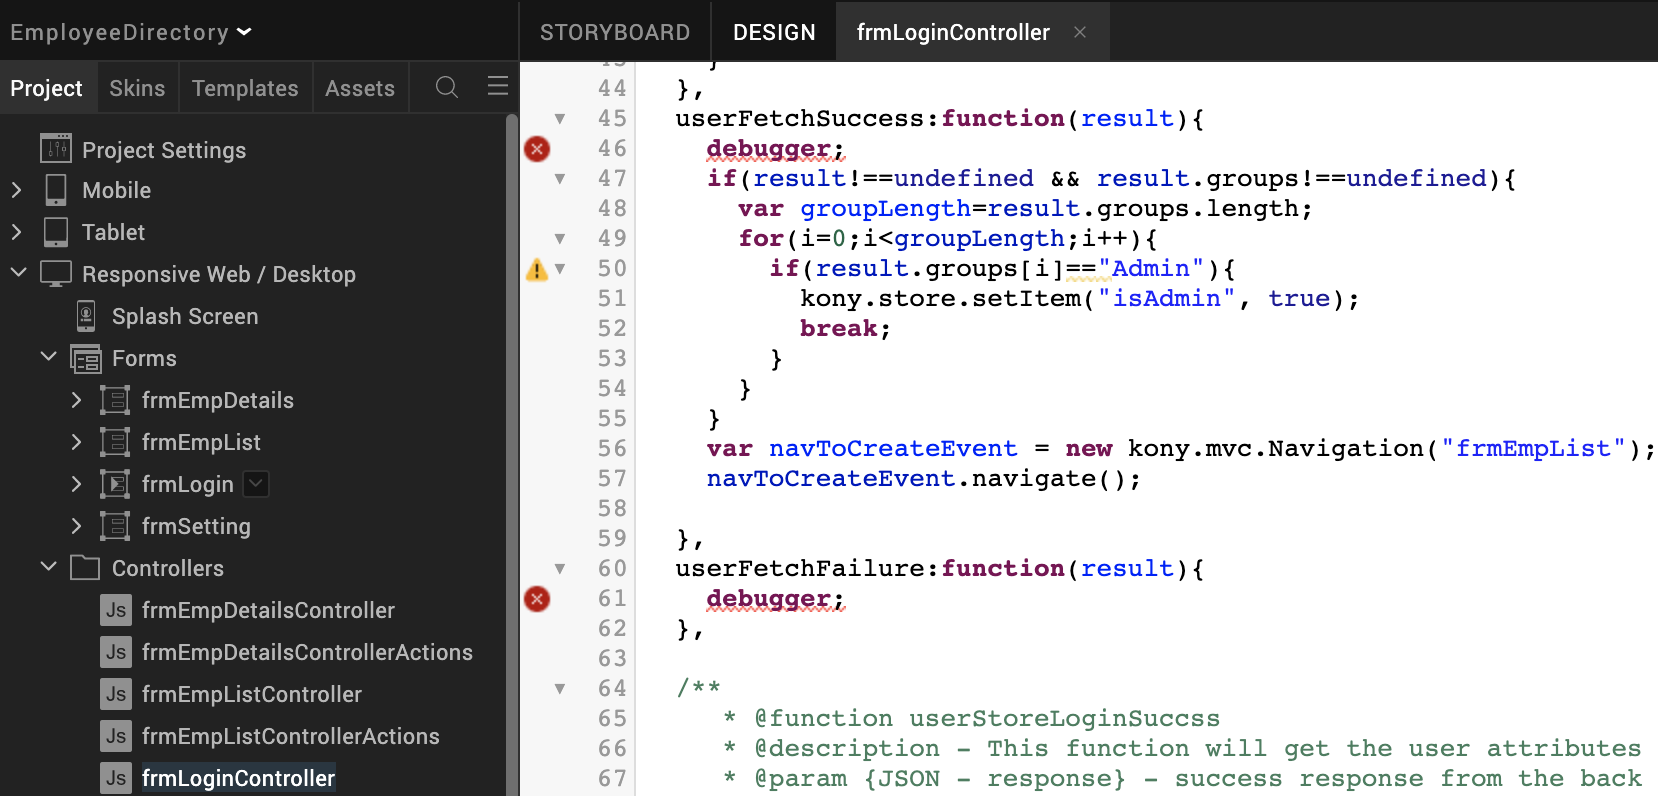 EmployeeDirectory
STORYBOARD
DESIGN
frmLoginController
Project
Skins
Templates
Assets
Project Settings
Mobile
Tablet
Responsive Web / Desktop
Splash Screen
Forms
frmEmpDetails
frmEmpList
frmLogin
frmSetting
Controllers
Js frmEmpDetailsController
Js frmEmpDetailsControllerActions
Js frmEmpListController
Js frmEmpListControllerActions
Js frmLoginController
43 }
44 },
45 userFetchSuccess:function(result){
46 debugger;
47 if(result!==undefined && result.groups!==undefined){
48 var groupLength=result.groups.length;
49 for(i=0;i<groupLength;i++){
50 if(result.groups[i]=="Admin"){
51 kony.store.setItem("isAdmin", true);
52 break;
53 }
54 }
55 }
56 var navToCreateEvent = new kony.mvc.Navigation("frmEmpList");
57 navToCreateEvent.navigate();
58
59 },
60 userFetchFailure:function(result){
61 debugger;
62 },
63
64 /**
65 * @function userStoreLoginSuccss
66 * @description - This function will get the user attributes
67 * @param {JSON - response} - success response from the back